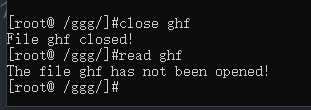 [root@ /ggg/]#close ghf
File ghf closed!
[root@ /ggg/]#read ghf
The file ghf has not been opened!
[root@ /ggg/]#